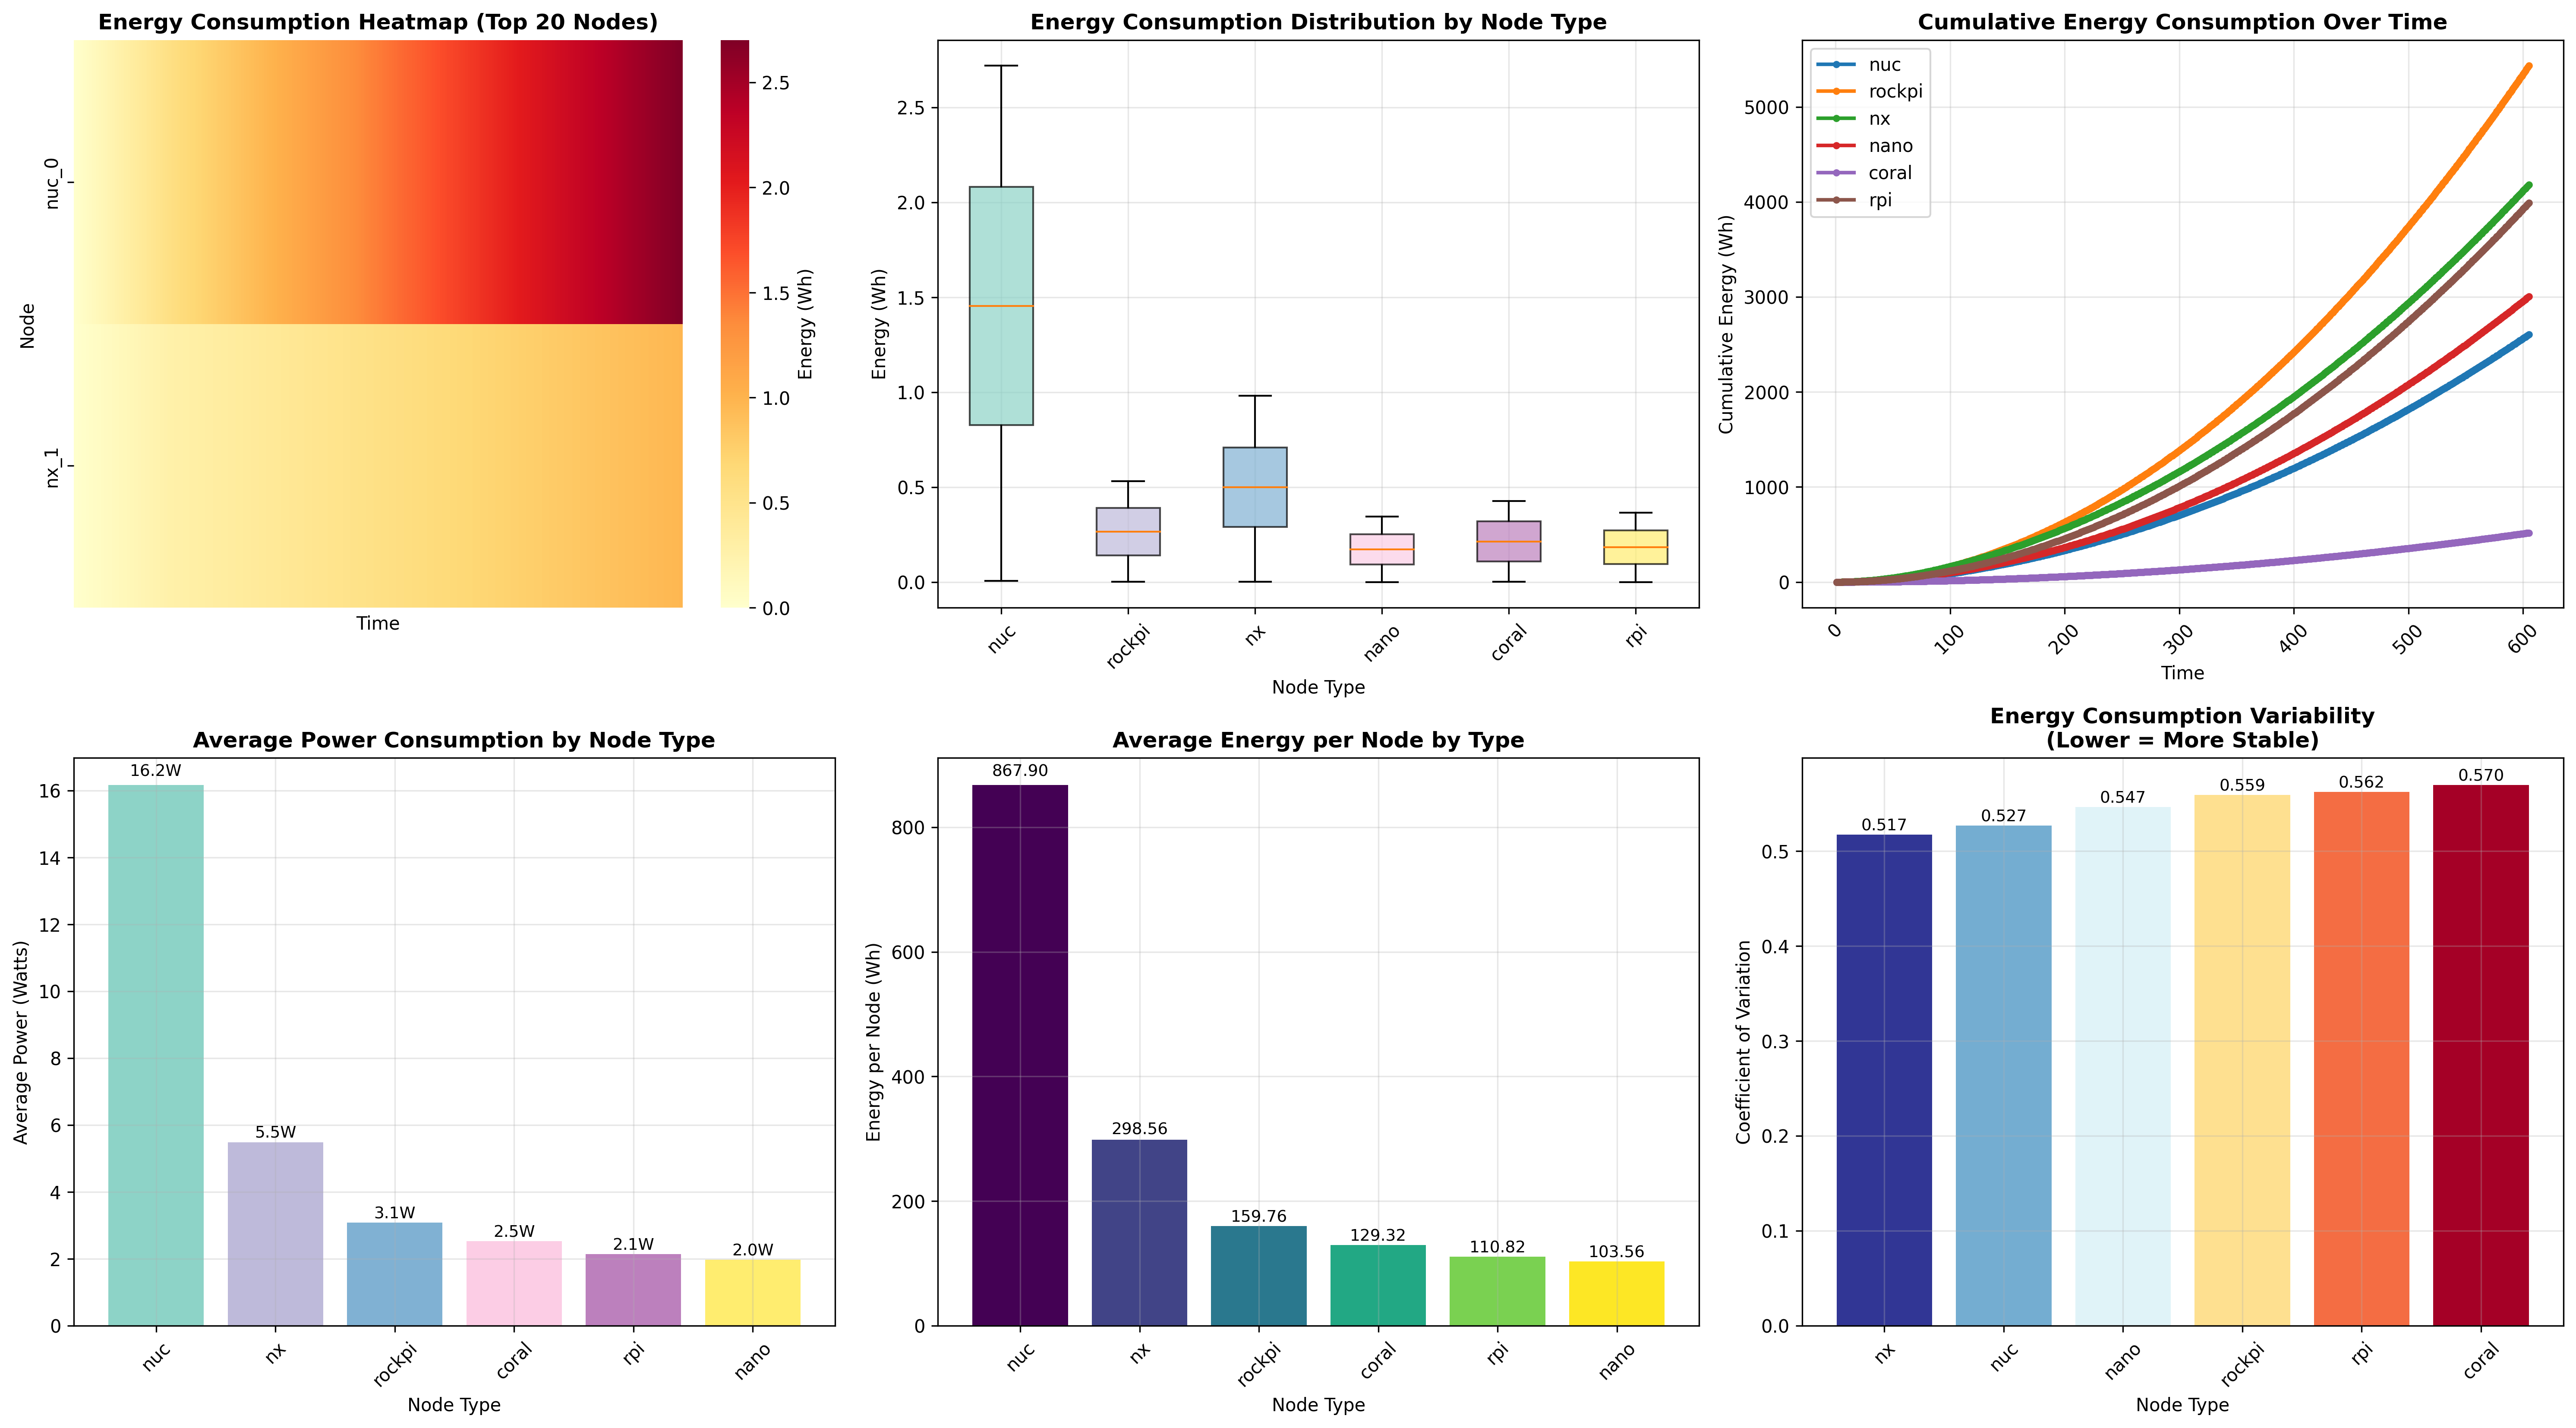 Energy Consumption Heatmap (Top 20 Nodes)
Node
nuc_0
nx_1
Time
2.5
2.0
1.5
1.0
0.5
0.0
Energy (Wh)
Energy Consumption Distribution by Node Type
Energy (Wh)
2.5
2.0
1.5
1.0
0.5
0.0
nuc
rockpi
nx
nano
coral
rpi
Node Type
Cumulative Energy Consumption Over Time
Cumulative Energy (Wh)
5000
4000
3000
2000
1000
0
nuc
rockpi
nx
nano
coral
rpi
0
100
200
300
400
500
600
Time
Average Power Consumption by Node Type
Average Power (Watts)
16
14
12
10
8
6
4
2
0
16.2W
5.5W
3.1W
2.5W
2.1W
2.0W
nuc
nx
rockpi
coral
rpi
nano
Node Type
Average Energy per Node by Type
Energy per Node (Wh)
800
600
400
200
0
867.90
298.56
159.76
129.32
110.82
103.56
nuc
nx
rockpi
coral
rpi
nano
Node Type
Energy Consumption Variability
(Lower = More Stable)
Coefficient of Variation
0.5
0.4
0.3
0.2
0.1
0.0
0.517
0.527
0.547
0.559
0.562
0.570
nx
nuc
nano
rockpi
rpi
coral
Node Type